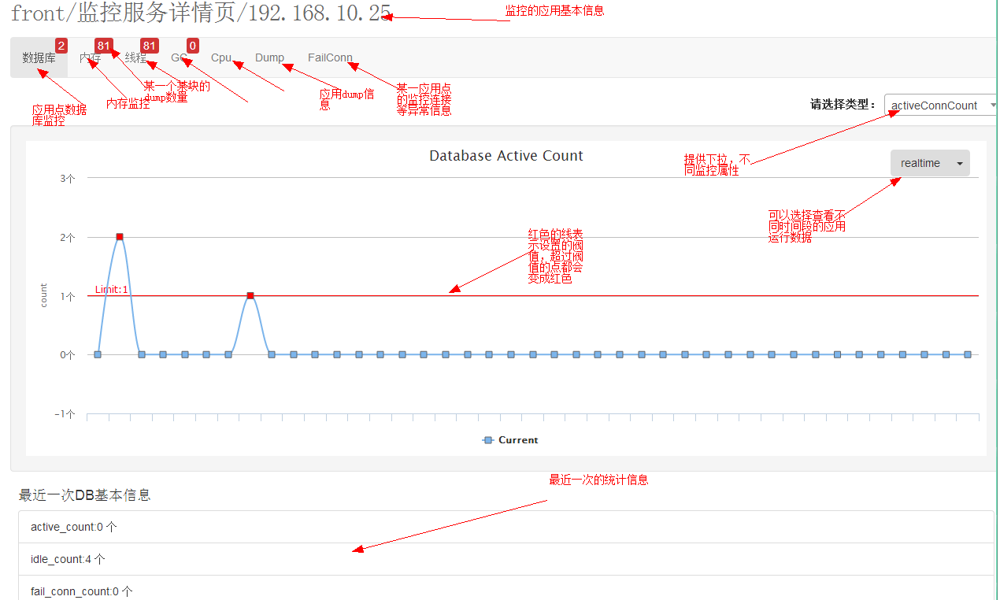 front/监控服务详情页/192.168.10.25
监控的应用基本信息
2
81
81
0
数据库
内存
线程
GC
Cpu
Dump
FailConn
应用点数据
库监控
内存监控
某一个某块的
dump数量
应用dump信
息
某一应用点
的监控连接
等异常信息
请选择类型：
activeConnCount
提供下拉，不
同监控属性
Database Active Count
realtime
可以选择查看不
同时间段的应用
运行数据
红色的线表
示设置的阀
值，超过阀
值的点都会
变成红色
3个
2个
Limit:1
1个
0个
-1个
count
Current
最近一次的统计信息
最近一次DB基本信息
active_count:0 个
idle_count:4 个
fail_conn_count:0 个